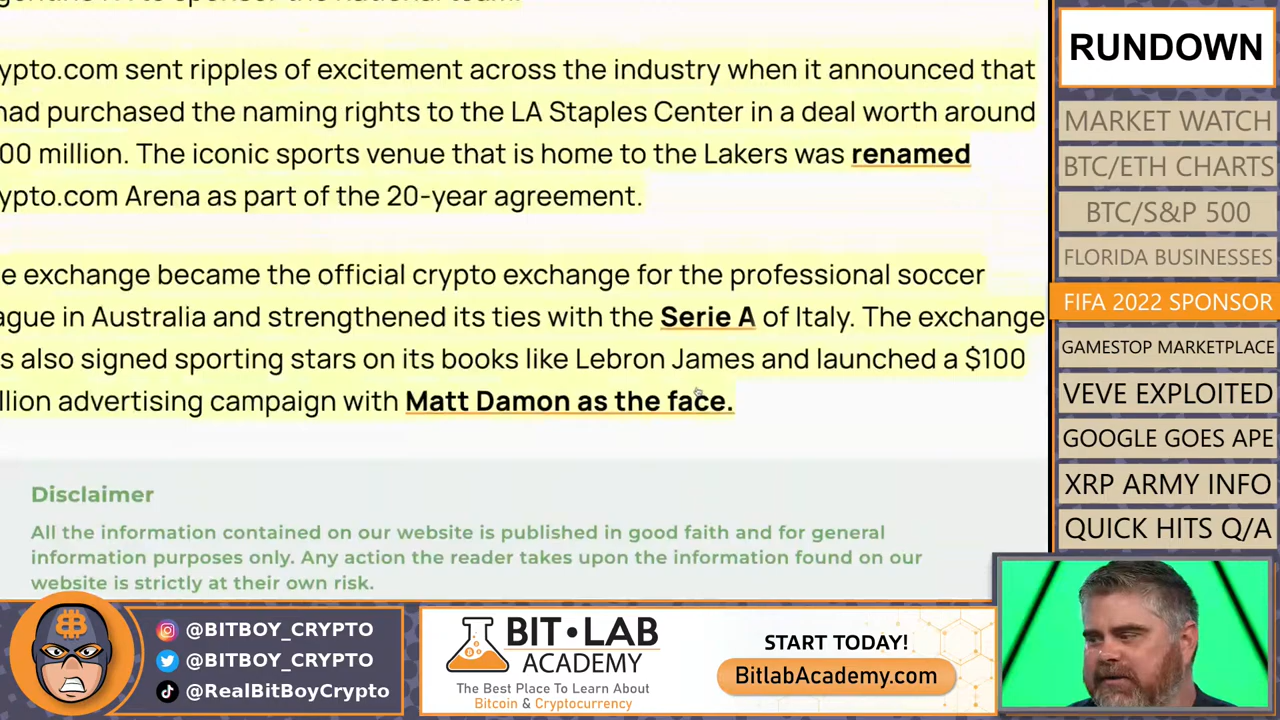 ypto.com sent ripples of excitement across the industry when it announced that
had purchased the naming rights to the LA Staples Center in a deal worth around
00 million. The iconic sports venue that is home to the Lakers was renamed
ypto.com Arena as part of the 20-year agreement.
e exchange became the official crypto exchange for the professional soccer
ague in Australia and strengthened its ties with the Serie A of Italy. The exchange
s also signed sporting stars on its books like Lebron James and launched a $100
llion advertising campaign with Matt Damon as the face.
Disclaimer
All the information contained on our website is published in good faith and for general
information purposes only. Any action the reader takes upon the information found on our
website is strictly at their own risk.
RUNDOWN
MARKET WATCH
BTC/ETH CHARTS
BTC/S&P 500
FLORIDA BUSINESSES
FIFA 2022 SPONSOR
GAMESTOP MARKETPLACE
VEVE EXPLOITED
GOOGLE GOES APE
XRP ARMY INFO
QUICK HITS Q/A
@BITBOY_CRYPTO
@BITBOY_CRYPTO
@RealBitBoyCrypto
BIT•LAB
ACADEMY
The Best Place To Learn About
Bitcoin & Cryptocurrency
START TODAY!
BitlabAcademy.com